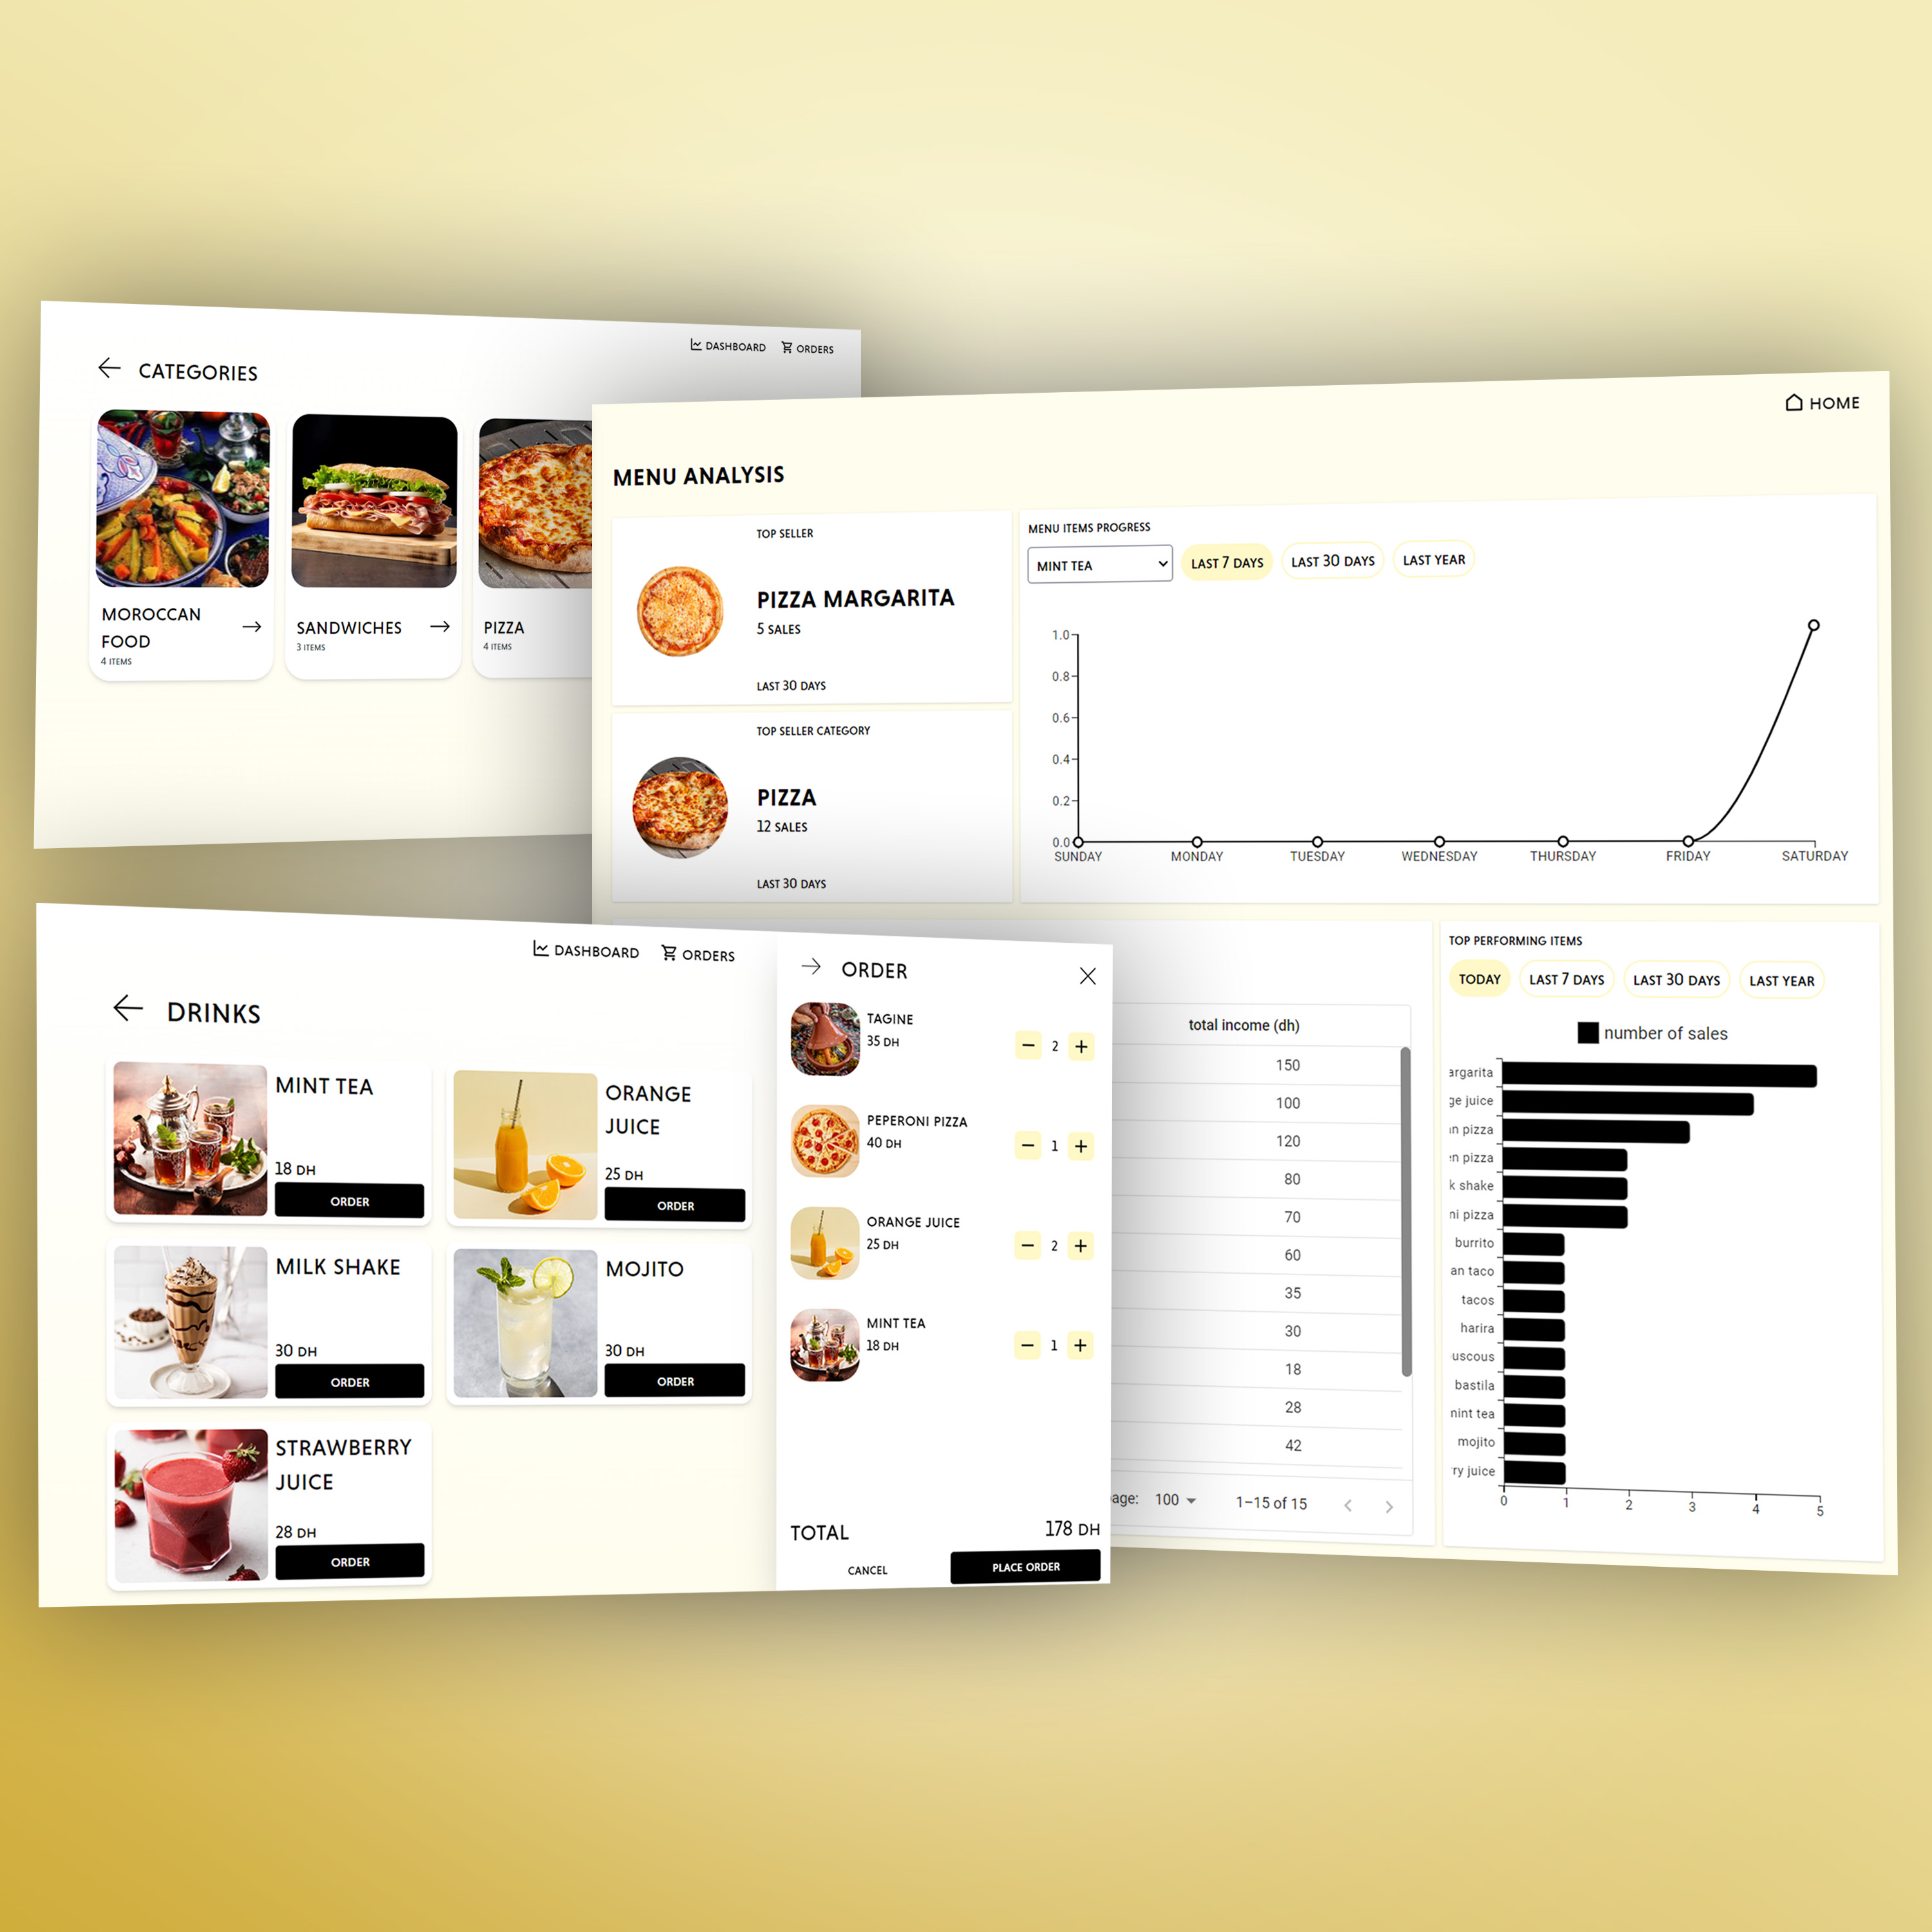 DASHBOARD
ORDERS
CATEGORIES
MOROCCAN
FOOD
4 ITEMS
SANDWICHES
3 ITEMS
PIZZA
4 ITEMS
HOME
MENU ANALYSIS
TOP SELLER
PIZZA MARGARITA
5 SALES
LAST 30 DAYS
TOP SELLER CATEGORY
PIZZA
12 SALES
LAST 30 DAYS
MENU ITEMS PROGRESS
MINT TEA
LAST 7 DAYS
LAST 30 DAYS
LAST YEAR
1.0
0.8
0.6
0.4
0.2
0.0
SUNDAY
MONDAY
TUESDAY
WEDNESDAY
THURSDAY
FRIDAY
SATURDAY
DASHBOARD
ORDERS
DRINKS
MINT TEA
18 DH
ORDER
ORANGE
JUICE
25 DH
ORDER
MILK SHAKE
30 DH
ORDER
MOJITO
30 DH
ORDER
STRAWBERRY
JUICE
28 DH
ORDER
ORDER
TAGINE
35 DH
2
PEPERONI PIZZA
40 DH
1
ORANGE JUICE
25 DH
2
MINT TEA
18 DH
1
TOTAL
178 DH
CANCEL
PLACE ORDER
total income (dh)
150
100
120
80
70
60
35
30
18
28
42
age:
100
1–15 of 15
TOP PERFORMING ITEMS
TODAY
LAST 7 DAYS
LAST 30 DAYS
LAST YEAR
number of sales
argarita
ge juice
n pizza
en pizza
k shake
ni pizza
burrito
an taco
tacos
harira
uscous
bastila
nint tea
mojito
ry juice
0
1
2
3
4
5